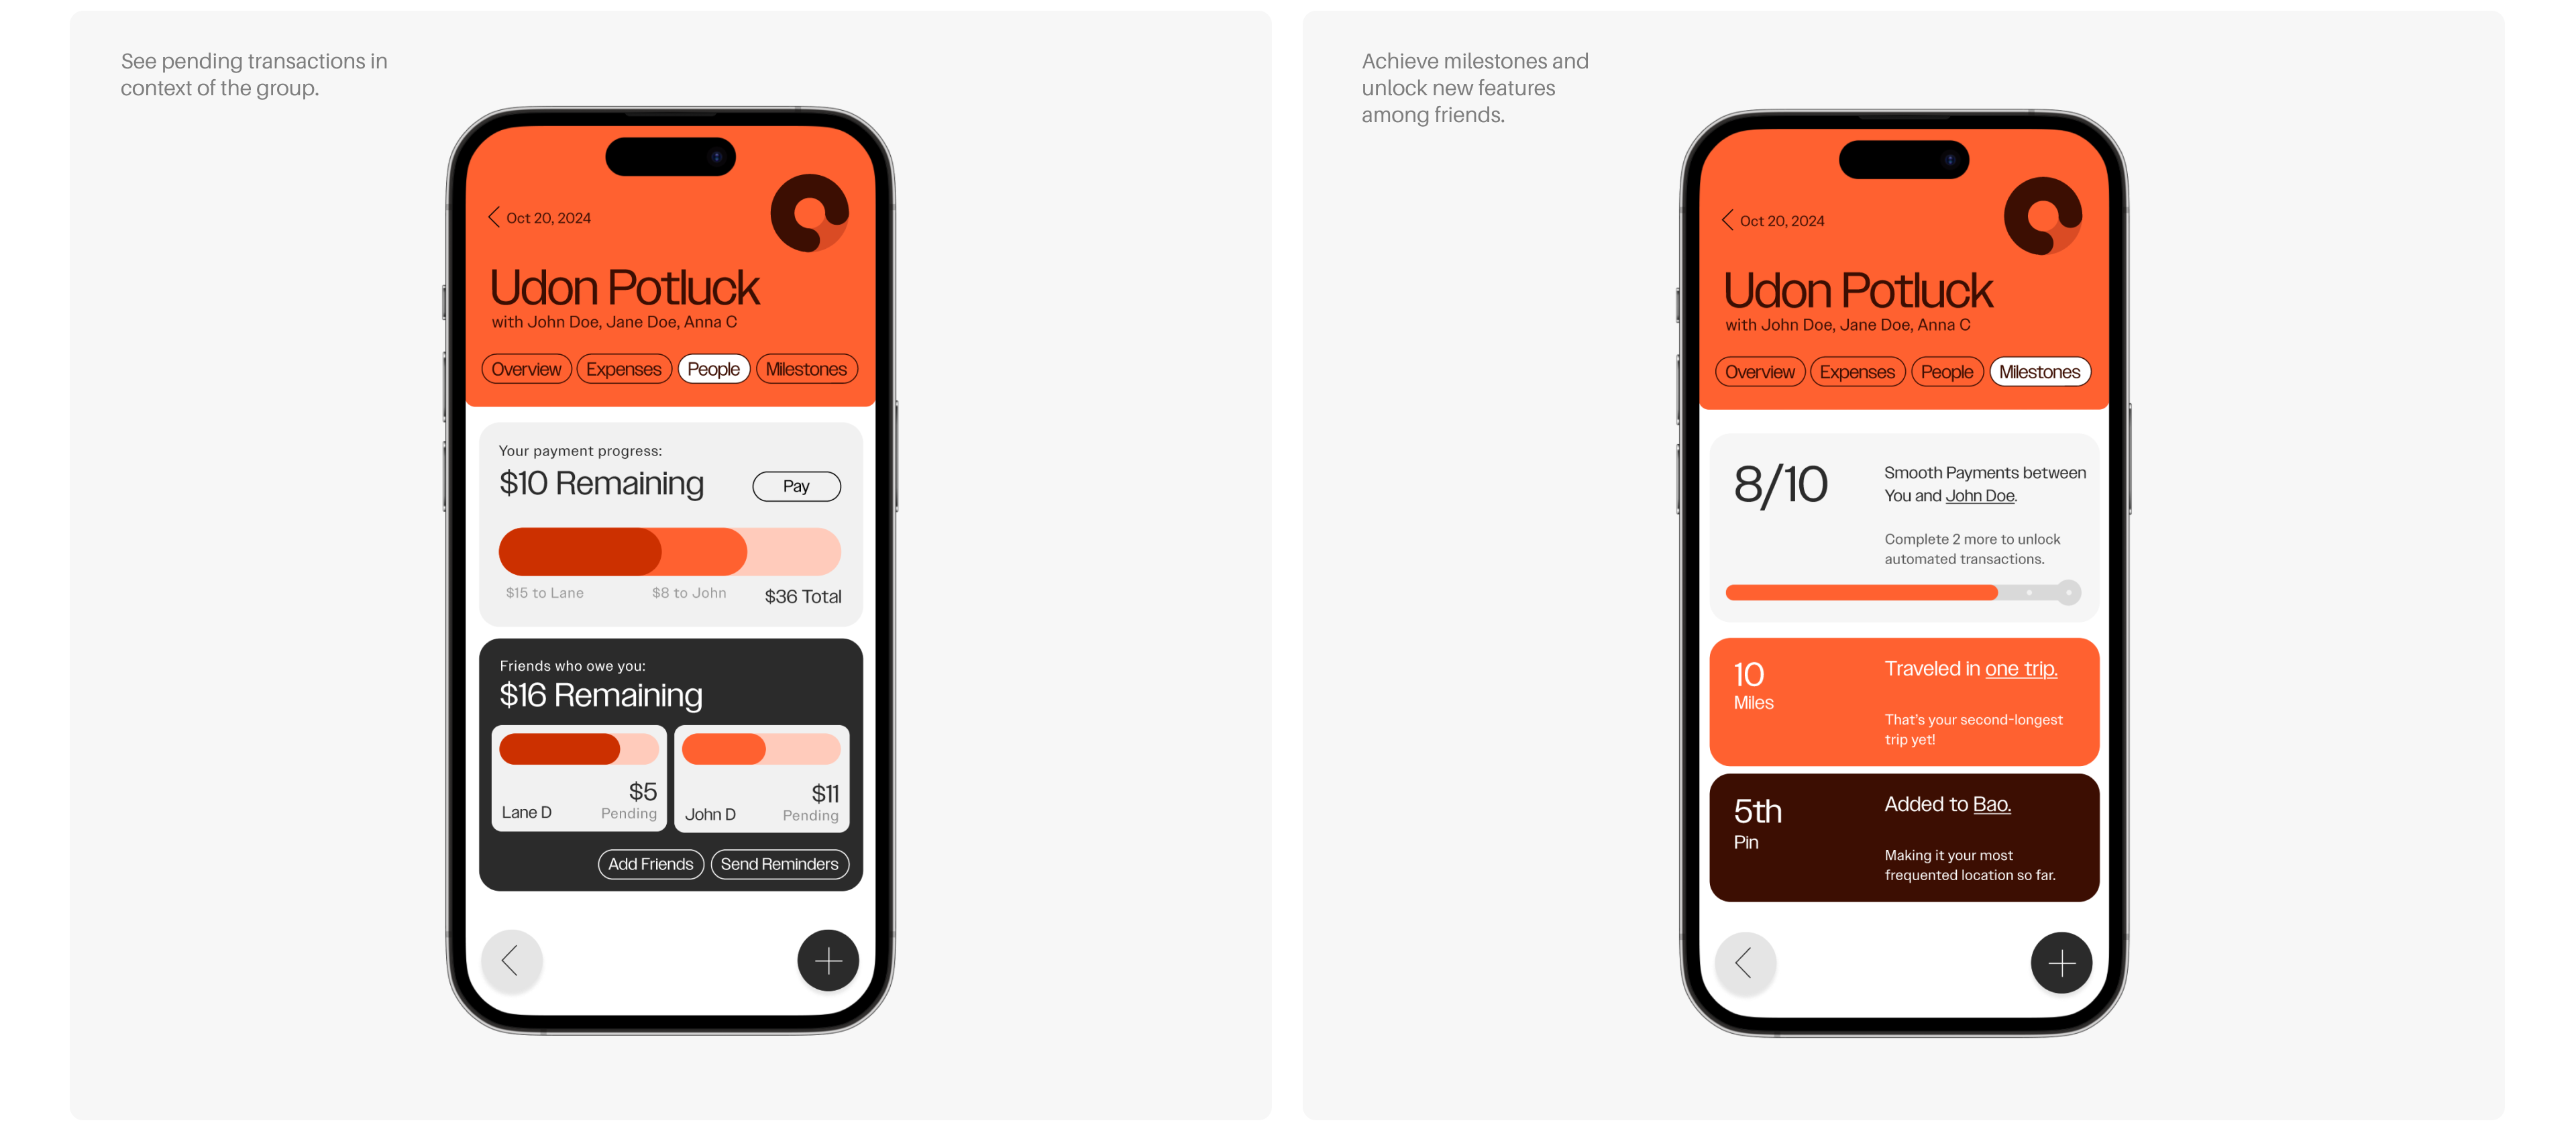 See pending transactions in
context of the group.
Oct 20, 2024
Udon Potluck
with John Doe, Jane Doe, Anna C
Overview Expenses People Milestones
Your payment progress:
$10 Remaining
Pay
$15 to Lane $8 to John $36 Total
Friends who owe you:
$16 Remaining
$5
Lane D Pending
$11
John D Pending
Add Friends Send Reminders
Achieve milestones and
unlock new features
among friends.
Oct 20, 2024
Udon Potluck
with John Doe, Jane Doe, Anna C
Overview Expenses People Milestones
8/10
Smooth Payments between
You and John Doe.
Complete 2 more to unlock
automated transactions.
10
Miles
Traveled in one trip.
That's your second-longest
trip yet!
5th
Pin
Added to Bao.
Making it your most
frequented location so far.